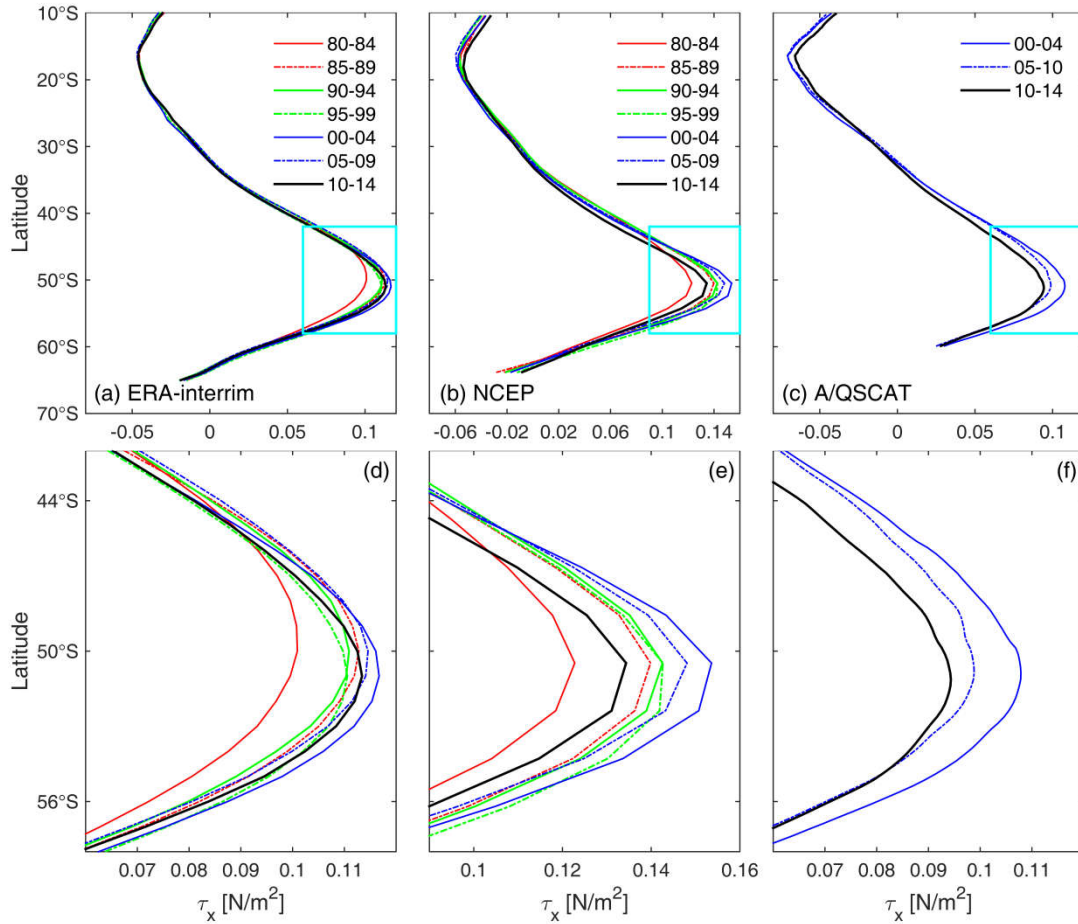 10°S
20°S
30°S
40°S
50°S
60°S
70°S
Latitude
80-84
85-89
90-94
95-99
00-04
05-09
10-14
(a) ERA-interrim
-0.05 0 0.05 0.1
80-84
85-89
90-94
95-99
00-04
05-09
10-14
(b) NCEP
-0.06 -0.02 0.02 0.06 0.1 0.14
00-04
05-10
10-14
(c) A/QSCAT
-0.05 0 0.05 0.1
44°S
50°S
56°S
Latitude
(d)
0.07 0.08 0.09 0.1 0.11
τx [N/m²]
(e)
0.1 0.12 0.14 0.16
τx [N/m²]
(f)
0.07 0.08 0.09 0.1 0.11
τx [N/m²]